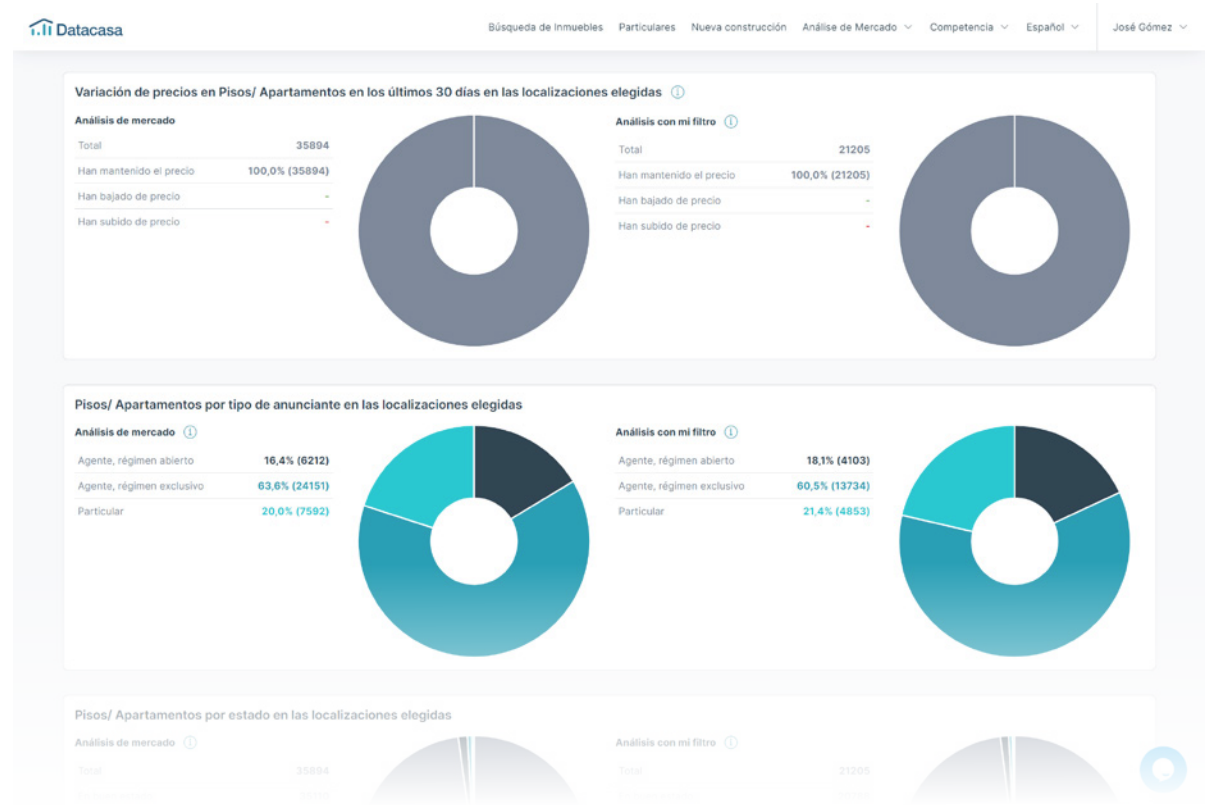 Datacasa
Búsqueda de Inmuebles Particulares Nueva construcción Análise de Mercado Competencia Español José Gómez
Variación de precios en Pisos/ Apartamentos en los últimos 30 días en las localizaciones elegidas
Análisis de mercado
Total 35894
Han mantenido el precio 100,0% (35894)
Han bajado de precio -
Han subido de precio -
Análisis con mi filtro
Total 21205
Han mantenido el precio 100,0% (21205)
Han bajado de precio -
Han subido de precio -
Pisos/ Apartamentos por tipo de anunciante en las localizaciones elegidas
Análisis de mercado
Agente, régimen abierto 16,4% (6212)
Agente, régimen exclusivo 63,6% (24151)
Particular 20,0% (7592)
Análisis con mi filtro
Agente, régimen abierto 18,1% (4103)
Agente, régimen exclusivo 60,5% (13734)
Particular 21,4% (4853)
Pisos/ Apartamentos por estado en las localizaciones elegidas
Análisis de mercado
Total 35894
Análisis con mi filtro
Total 21205